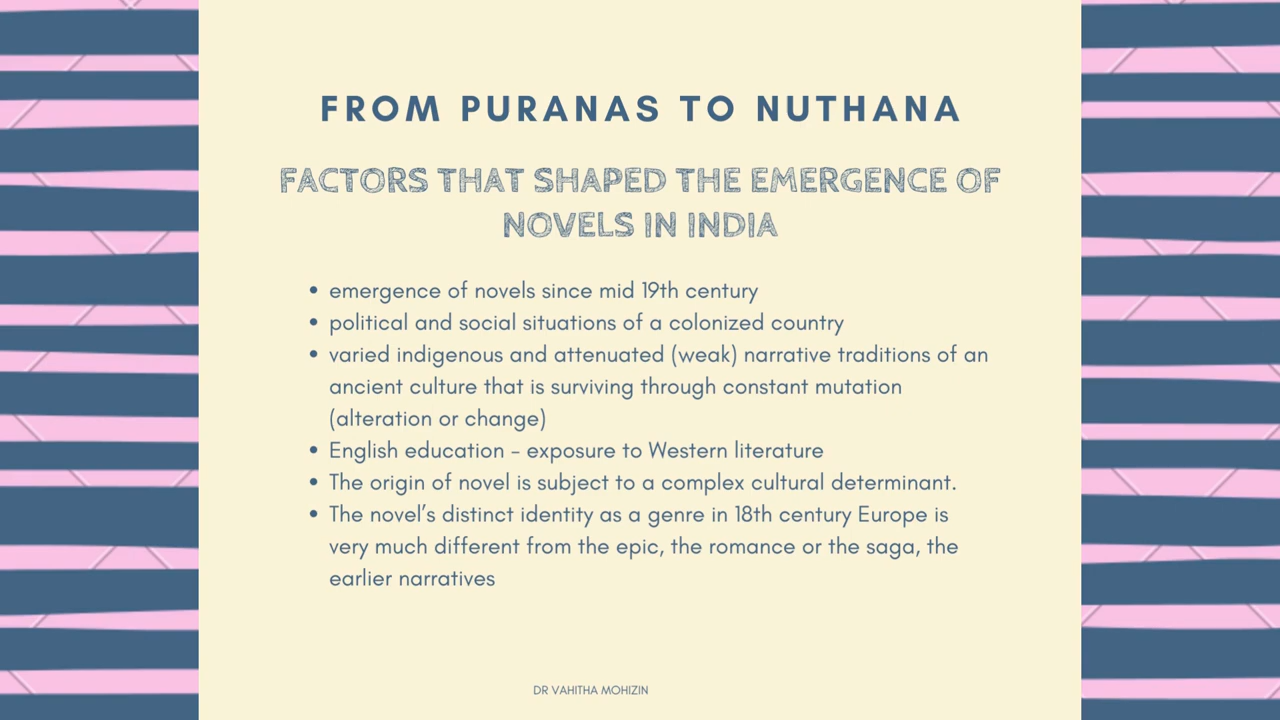 FROM PURANAS TO NUTHANA
FACTORS THAT SHAPED THE EMERGENCE OF
NOVELS IN INDIA
• emergence of novels since mid 19th century
• political and social situations of a colonized country
• varied indigenous and attenuated (weak) narrative traditions of an
ancient culture that is surviving through constant mutation
(alteration or change)
• English education - exposure to Western literature
• The origin of novel is subject to a complex cultural determinant.
• The novel's distinct identity as a genre in 18th century Europe is
very much different from the epic, the romance or the saga, the
earlier narratives
DR VAHITHA MOHIZIN